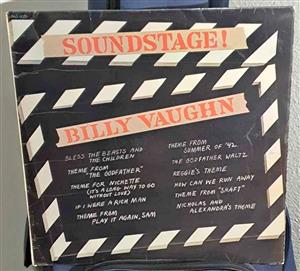 SOUNDSTAGE!
BILLY VAUGHN
BLESS THE BEASTS AND
THE CHILDREN
THEME FROM
"THE GODFATHER"
THEME FOR NICHETTE
(IT'S A LONG WAY TO GO
WITHOUT LOVE)
IF I WERE A RICH MAN
THEME FROM
PLAY IT AGAIN, SAM
THEME FROM
SUMMER OF '42
THE GODFATHER WALTZ
REGGIE'S THEME
HOW CAN WE RUN AWAY
THEME FROM "SHAFT"
NICHOLAS AND
ALEXANDRA'S THEME